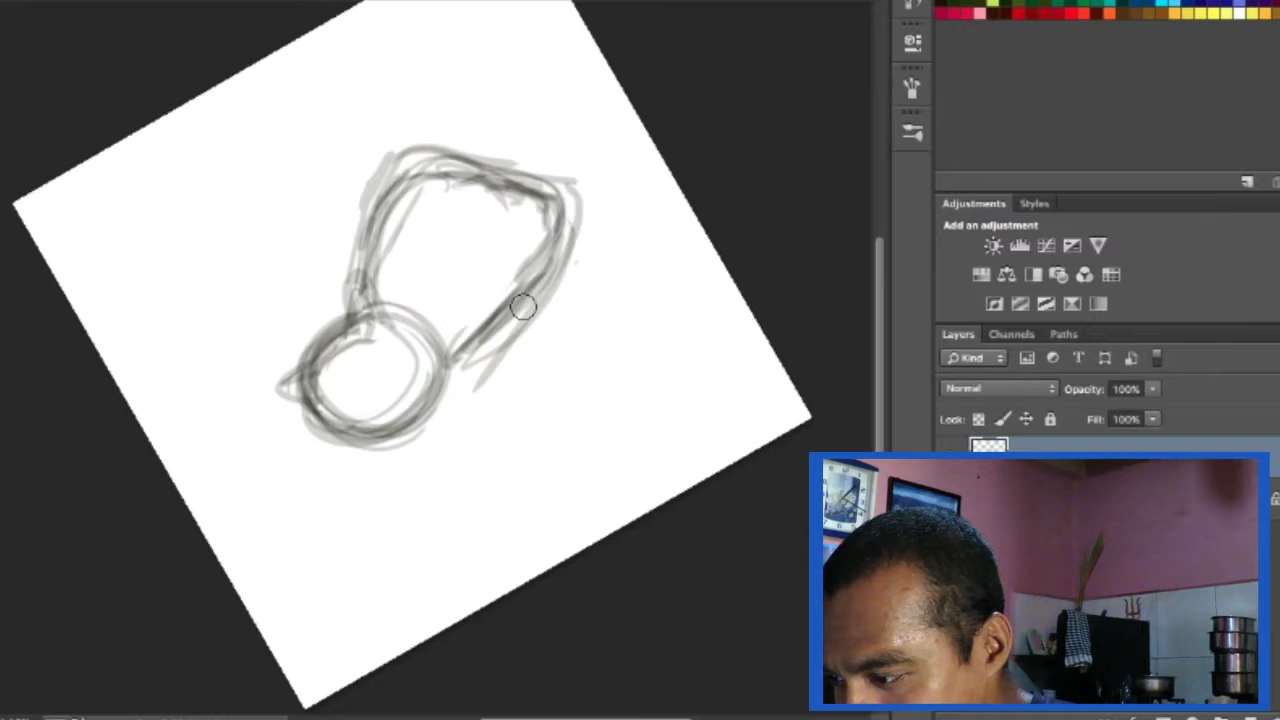 Adjustments Styles
Add an adjustment
Layers Channels Paths
Kind T
Normal Opacity: 100%
Lock: Fill: 100%